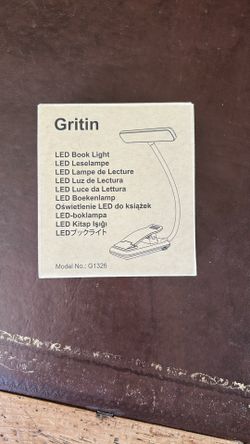 Gritin
LED Book Light
LED Leselampe
LED Lampe de Lecture
LED Luz de Lectura
LED Luce da Lettura
LED Boekenlamp
Oświetlenie LED do książek
LED-boklampa
LED Kitap Işığı
LEDブックライト
Model No.: G1326